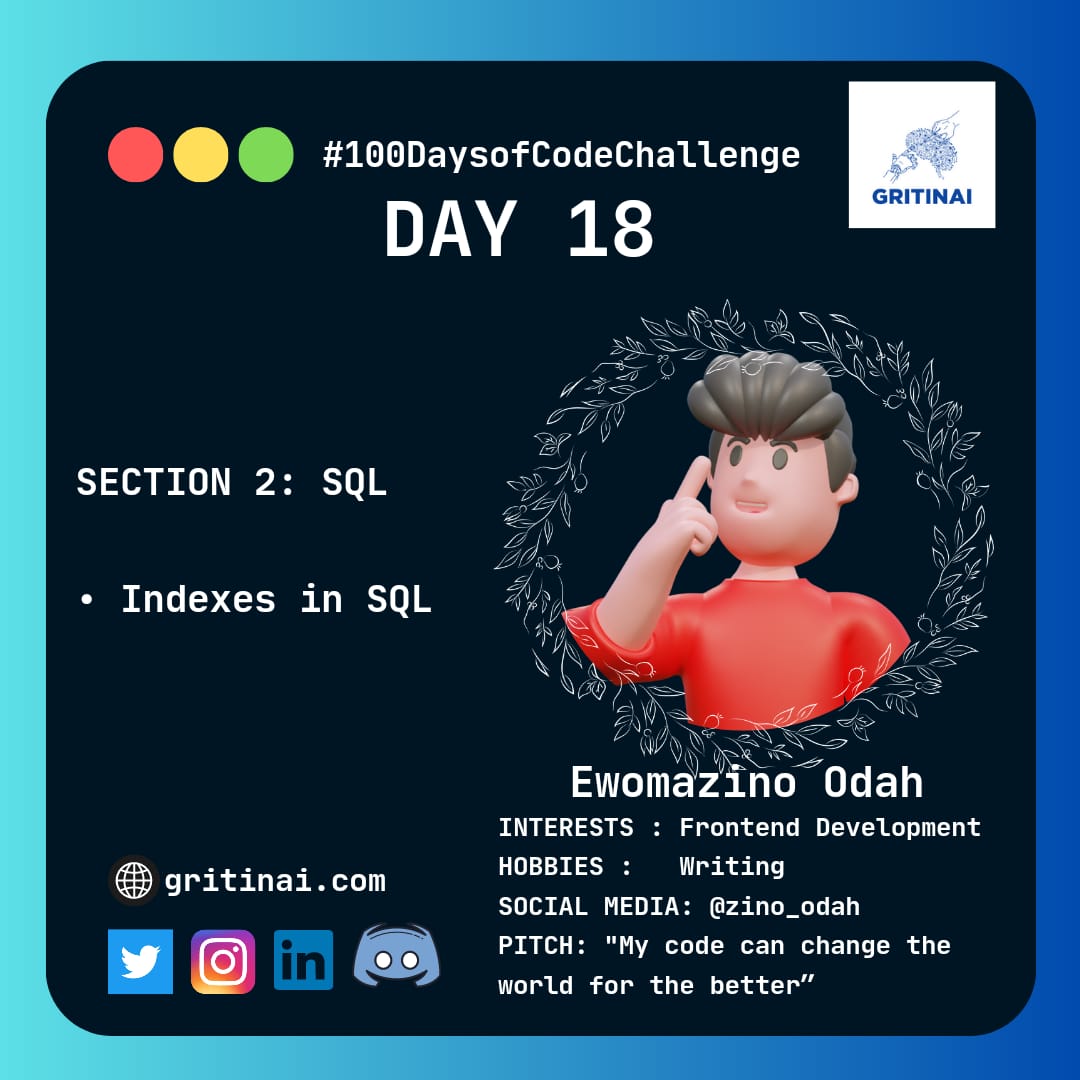 #100DaysofCodeChallenge
DAY 18
GRITINAI
SECTION 2: SQL
• Indexes in SQL
Ewomazino Odah
INTERESTS : Frontend Development
HOBBIES :   Writing
SOCIAL MEDIA: @zino_odah
PITCH: "My code can change the
world for the better”
gritinai.com
in